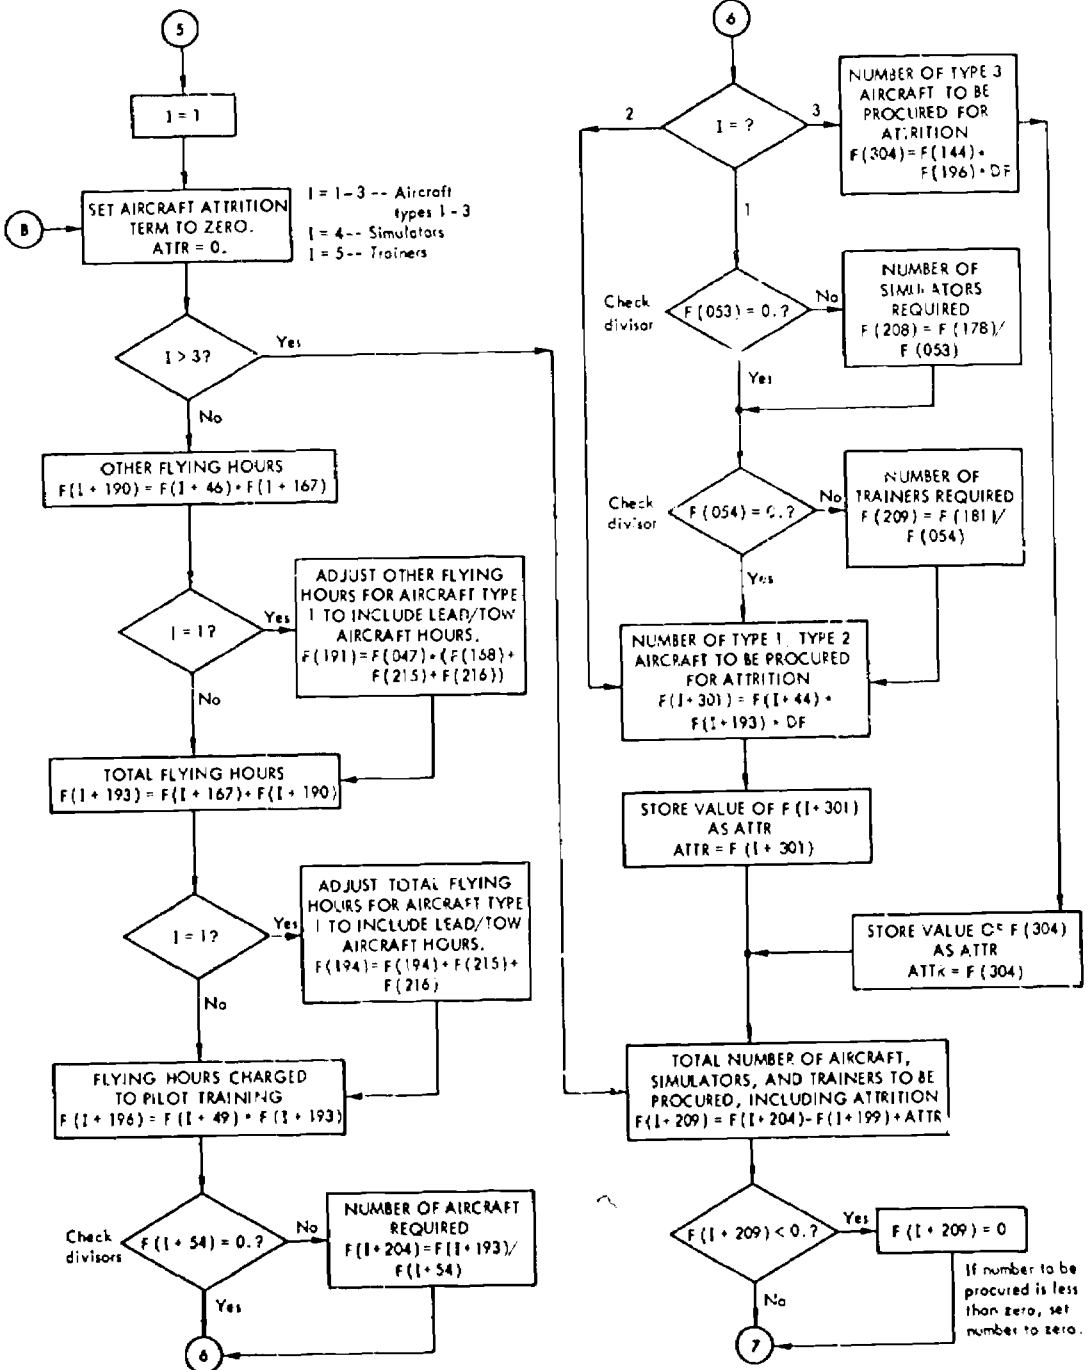 5
I = 1
B
SET AIRCRAFT ATTRITION
TERM TO ZERO.
ATTR = 0.
I = 1-3 -- Aircraft
types 1-3
I = 4 -- Simulators
I = 5 -- Trainers
I > 3?
Yes
No
OTHER FLYING HOURS
F(I + 190) = F(I + 46) * F(I + 167)
I = 1?
Yes
No
ADJUST OTHER FLYING
HOURS FOR AIRCRAFT TYPE
1 TO INCLUDE LEAD/TOW
AIRCRAFT HOURS.
F(191) = F(047) * (F(168) +
F(215) + F(216))
TOTAL FLYING HOURS
F(I + 193) = F(I + 167) + F(I + 190)
I = 1?
Yes
No
ADJUST TOTAL FLYING
HOURS FOR AIRCRAFT TYPE
1 TO INCLUDE LEAD/TOW
AIRCRAFT HOURS.
F(194) = F(194) + F(215) +
F(216)
FLYING HOURS CHARGED
TO PILOT TRAINING
F(I + 196) = F(I + 49) * F(I + 193)
Check
divisors
F(I + 54) = 0.?
No
Yes
NUMBER OF AIRCRAFT
REQUIRED
F(I + 204) = F(I + 193)/
F(I + 54)
6
6
I = ?
2
3
1
NUMBER OF TYPE 3
AIRCRAFT TO BE
PROCURED FOR
ATTRITION
F(304) = F(144) *
F(196) * DF
Check
divisor
F(053) = 0.?
No
Yes
NUMBER OF
SIMULATORS
REQUIRED
F(208) = F(178)/
F(053)
Check
divisor
F(054) = 0.?
No
Yes
NUMBER OF
TRAINERS REQUIRED
F(209) = F(181)/
F(054)
NUMBER OF TYPE 1, TYPE 2
AIRCRAFT TO BE PROCURED
FOR ATTRITION
F(I + 301) = F(I + 44) *
F(I + 193) * DF
STORE VALUE OF F(I + 301)
AS ATTR
ATTR = F(I + 301)
STORE VALUE OF F(304)
AS ATTR
ATTR = F(304)
TOTAL NUMBER OF AIRCRAFT,
SIMULATORS, AND TRAINERS TO BE
PROCURED, INCLUDING ATTRITION
F(I + 209) = F(I + 204) - F(I + 199) + ATTR
F(I + 209) < 0.?
Yes
No
F(I + 209) = 0
If number to be
procured is less
than zero, set
number to zero.
7